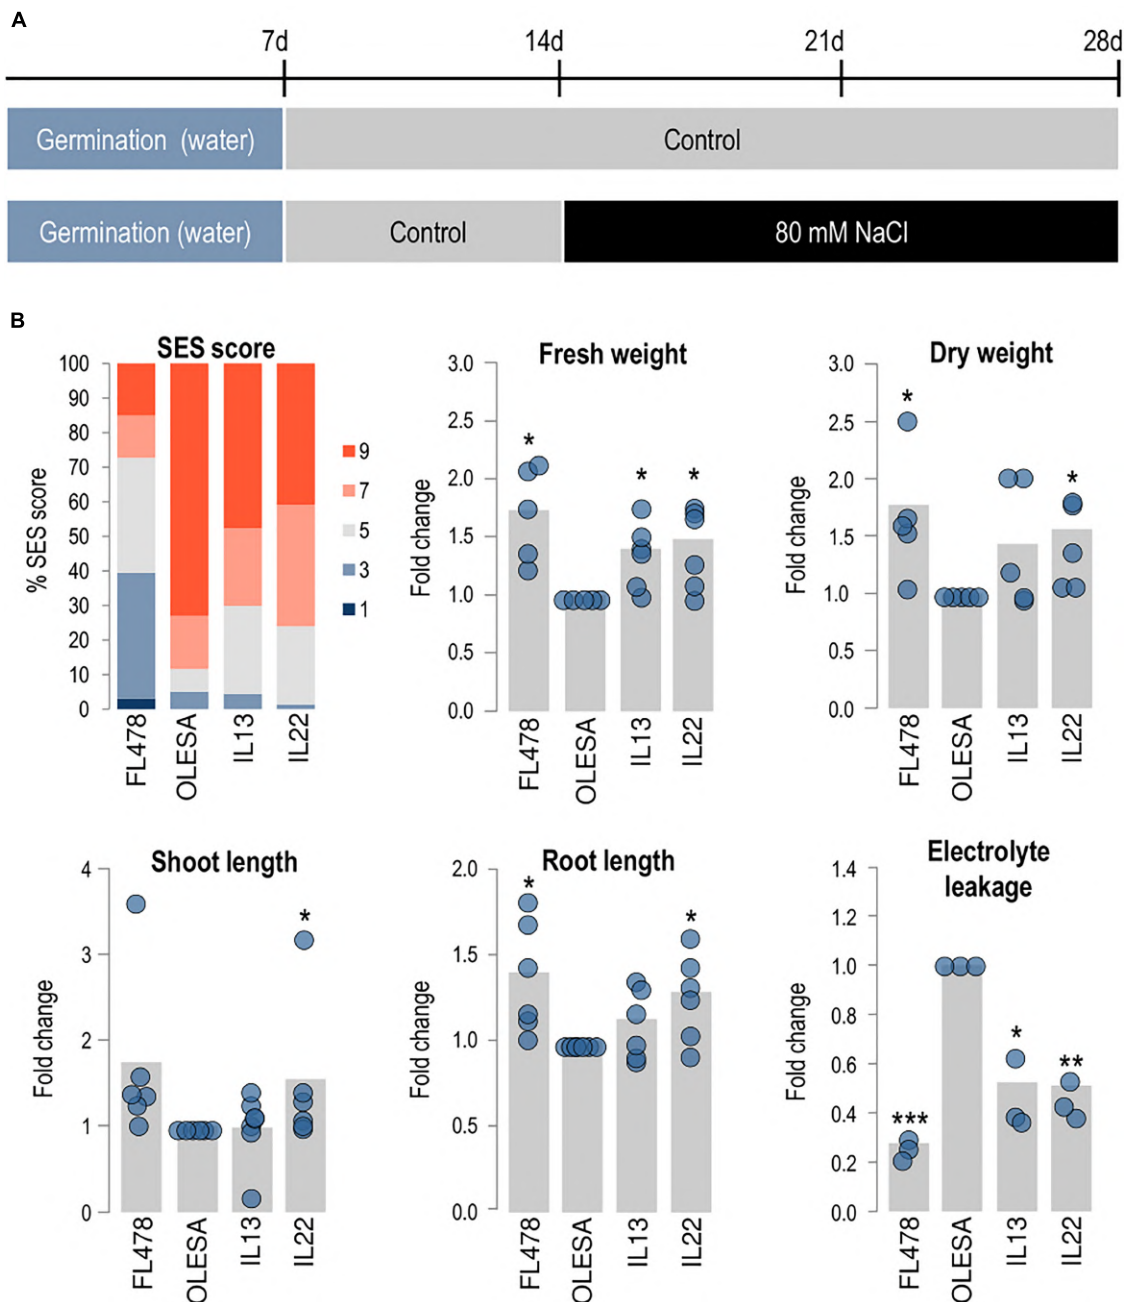 A
7d 14d 21d 28d
Germination (water) Control
Germination (water) Control 80 mM NaCl
B
SES score
% SES score
100
90
80
70
60
50
40
30
20
10
0
9
7
5
3
1
FL478 OLESA IL13 IL22
Fresh weight
Fold change
3.0
2.5
2.0
1.5
1.0
0.5
0.0
* * *
FL478 OLESA IL13 IL22
Dry weight
Fold change
3.0
2.5
2.0
1.5
1.0
0.5
0.0
* *
FL478 OLESA IL13 IL22
Shoot length
Fold change
4
3
2
1
0
*
FL478 OLESA IL13 IL22
Root length
Fold change
2.0
1.5
1.0
0.5
0.0
* *
FL478 OLESA IL13 IL22
Electrolyte
leakage
Fold change
1.4
1.2
1.0
0.8
0.6
0.4
0.2
0.0
*** * **
FL478 OLESA IL13 IL22